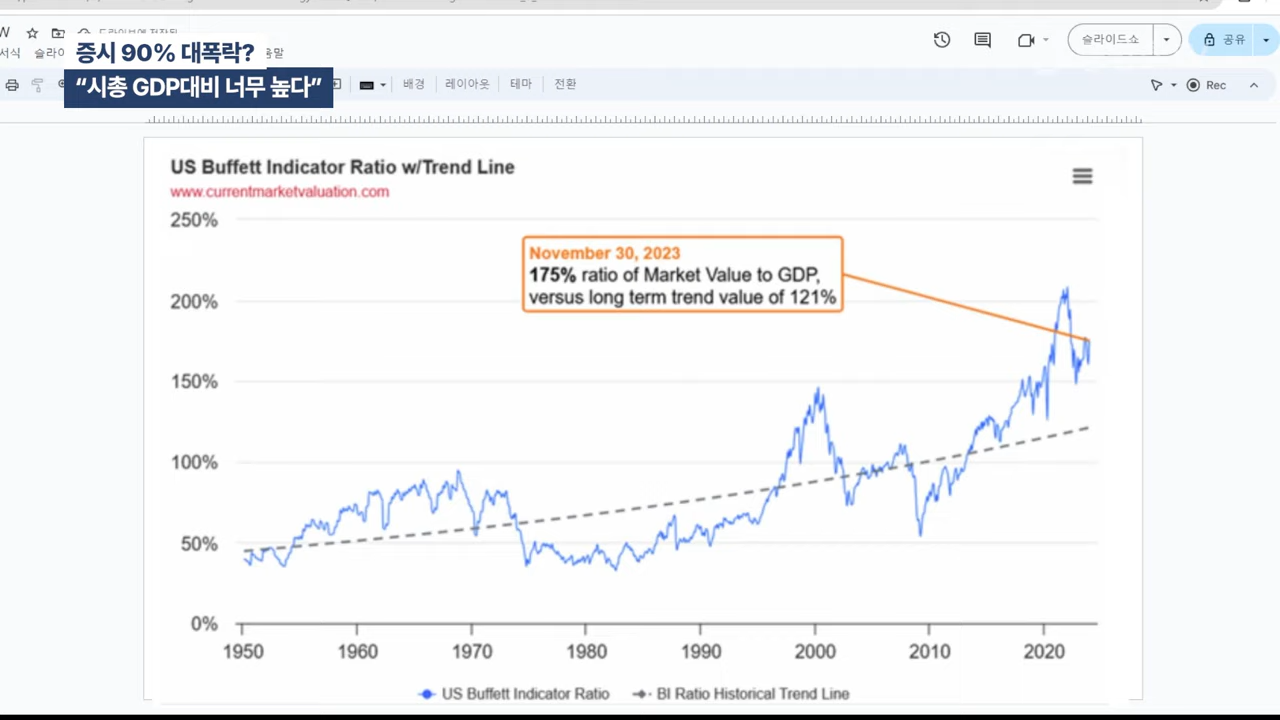 증시 90% 대폭락?
“시총 GDP대비 너무 높다”
서식
슬라이드쇼
공유
배경
레이아웃
테마
전환
Rec
US Buffett Indicator Ratio w/Trend Line
www.currentmarketvaluation.com
250%
200%
150%
100%
50%
0%
November 30, 2023
175% ratio of Market Value to GDP,
versus long term trend value of 121%
1950 1960 1970 1980 1990 2000 2010 2020
US Buffett Indicator Ratio BI Ratio Historical Trend Line